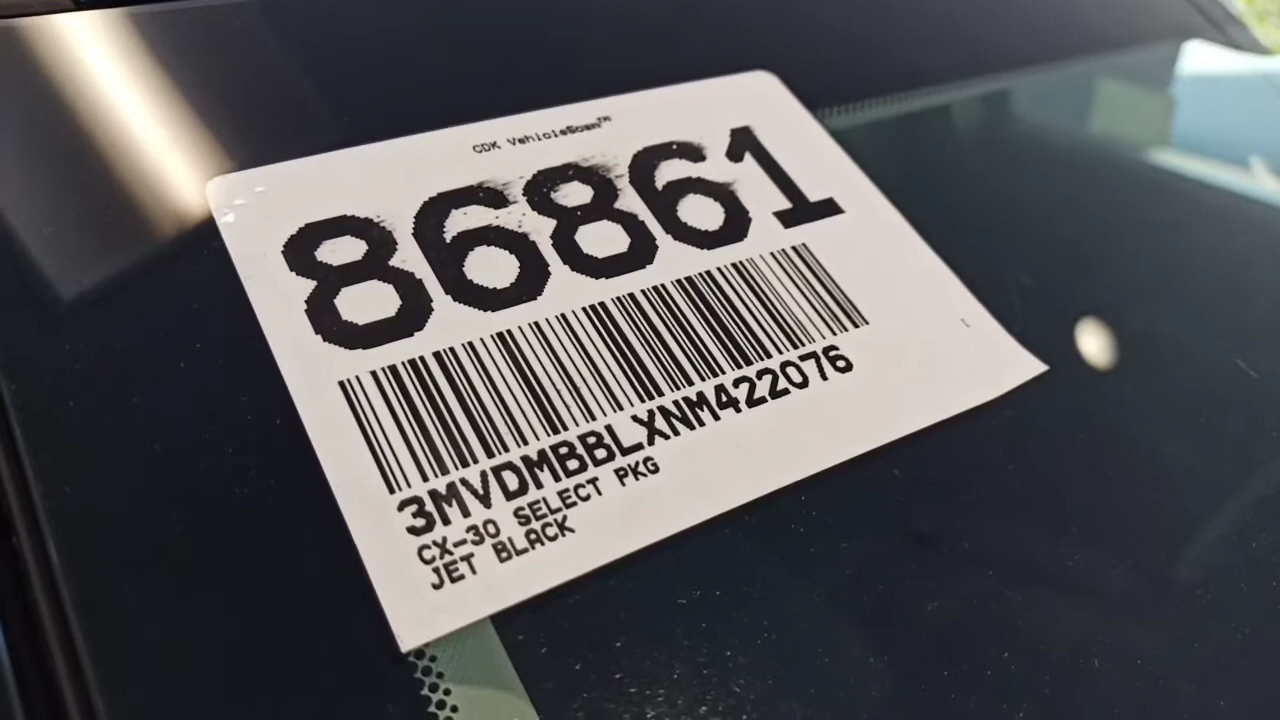 CDK VehicleScan™
86861
3MVDMBBLXNM422076
CX-30 SELECT PKG
JET BLACK